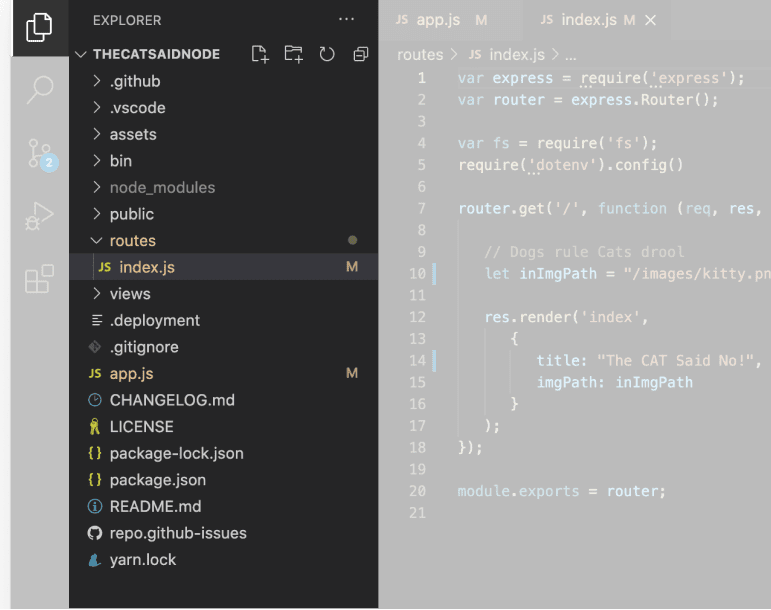 EXPLORER
THECATSAIDNODE
.github
.vscode
assets
bin
node_modules
public
routes
JS index.js M
views
.deployment
.gitignore
JS app.js M
CHANGELOG.md
LICENSE
{} package-lock.json
{} package.json
README.md
repo.github-issues
yarn.lock
2
JS app.js M JS index.js M
routes > JS index.js > ...
1 var express = require('express');
2 var router = express.Router();
3
4 var fs = require('fs');
5 require('dotenv').config()
6
7 router.get('/', function (req, res,
8
9 // Dogs rule Cats drool
10 let inImgPath = "/images/kitty.pn
11
12 res.render('index',
13 {
14 title: "The CAT Said No!",
15 imgPath: inImgPath
16 }
17 );
18 });
19
20 module.exports = router;
21